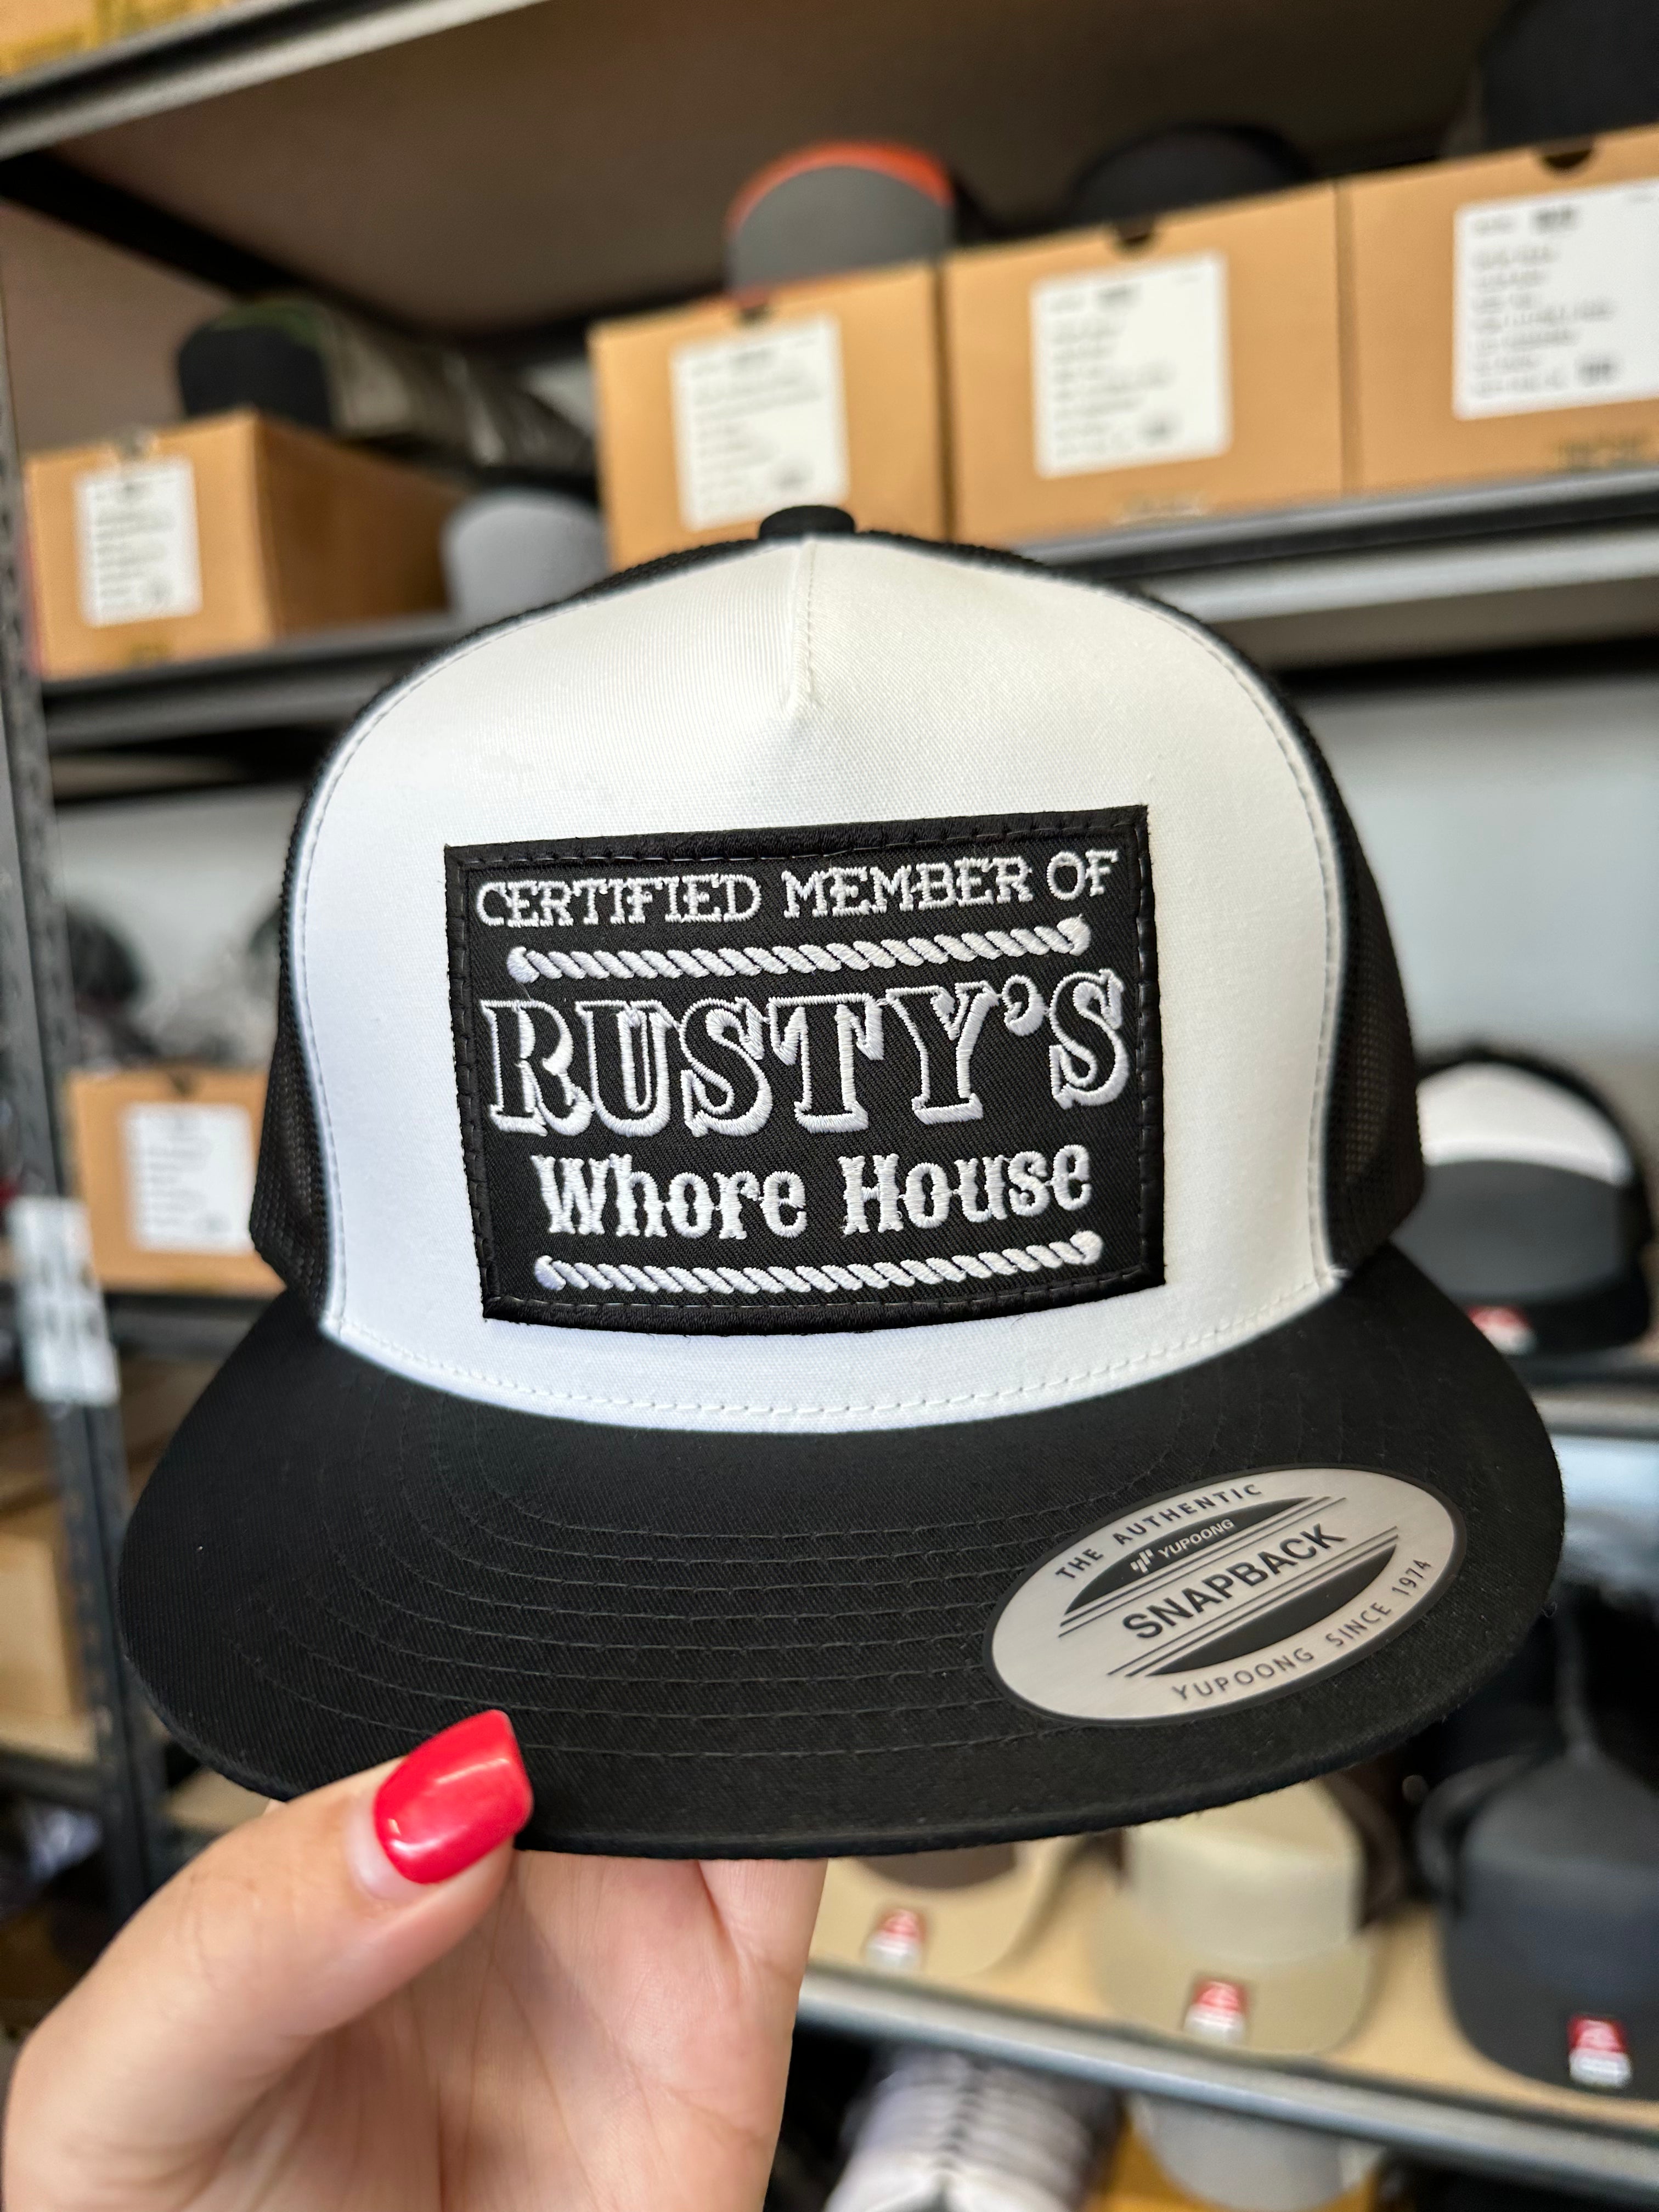 CERTIFIED MEMBER OF
RUSTY'S
Whore House
THE AUTHENTIC
YUPOONG
SNAPBACK
YUPOONG SINCE 1974